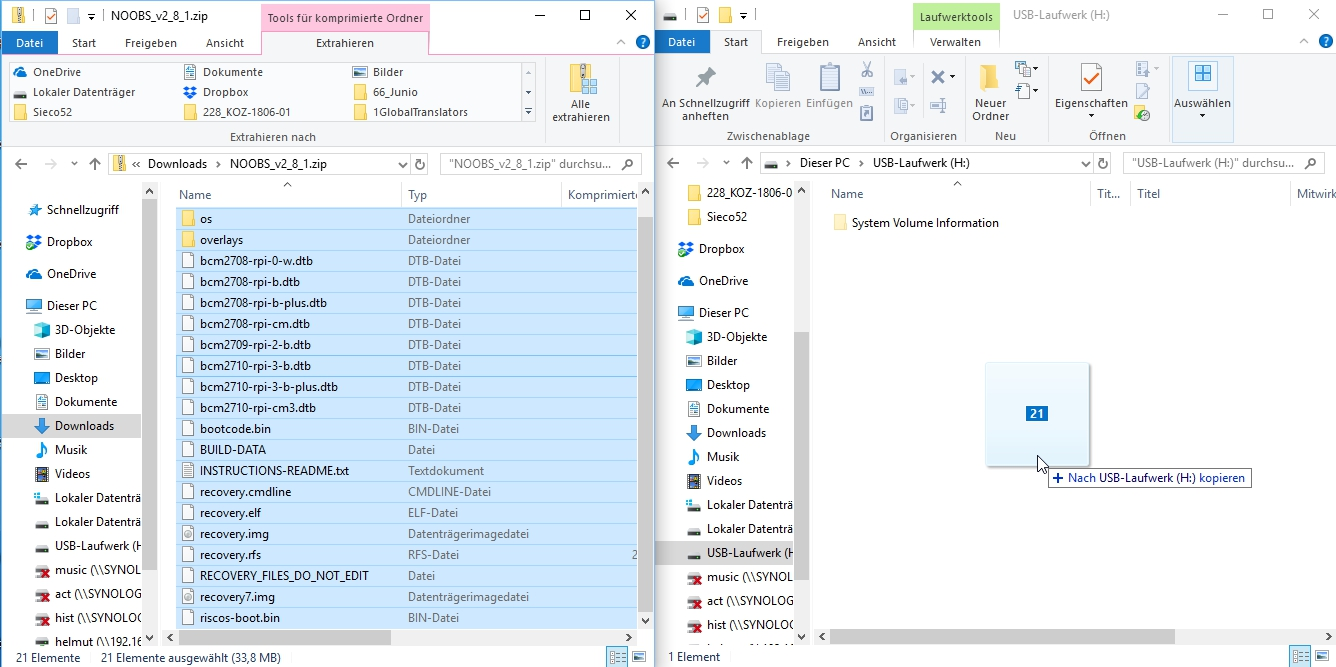 NOOBS_v2_8_1.zip
Tools für komprimierte Ordner
Datei
Start
Freigeben
Ansicht
Extrahieren
OneDrive
Dokumente
Bilder
Lokaler Datenträger
Dropbox
66_Junio
Sieco52
228_KOZ-1806-01
1GlobalTranslators
Extrahieren nach
Alle
extrahieren
« Downloads › NOOBS_v2_8_1.zip
"NOOBS_v2_8_1.zip" durchsu...
Schnellzugriff
Dropbox
OneDrive
Dieser PC
3D-Objekte
Bilder
Desktop
Dokumente
Downloads
Musik
Videos
Lokaler Datenträ
Lokaler Datenträ
USB-Laufwerk (H
music (\\SYNOL
act (\\SYNOLOG
hist (\\SYNOLOG
helmut (\\192.16
Name Typ Komprimierte
os Dateiordner
overlays Dateiordner
bcm2708-rpi-0-w.dtb DTB-Datei
bcm2708-rpi-b.dtb DTB-Datei
bcm2708-rpi-b-plus.dtb DTB-Datei
bcm2708-rpi-cm.dtb DTB-Datei
bcm2709-rpi-2-b.dtb DTB-Datei
bcm2710-rpi-3-b.dtb DTB-Datei
bcm2710-rpi-3-b-plus.dtb DTB-Datei
bcm2710-rpi-cm3.dtb DTB-Datei
bootcode.bin BIN-Datei
BUILD-DATA Datei
INSTRUCTIONS-README.txt Textdokument
recovery.cmdline CMDLINE-Datei
recovery.elf ELF-Datei
recovery.img Datenträgerimagedatei
recovery.rfs RFS-Datei 2
RECOVERY_FILES_DO_NOT_EDIT Datei
recovery7.img Datenträgerimagedatei
riscos-boot.bin BIN-Datei
21 Elemente 21 Elemente ausgewählt (33,8 MB)
Laufwerktools
USB-Laufwerk (H:)
Datei
Start
Freigeben
Ansicht
Verwalten
An Schnellzugriff
anheften
Kopieren
Einfügen
Zwischenablage
Organisieren
Neuer
Ordner
Neu
Eigenschaften
Öffnen
Auswählen
› Dieser PC › USB-Laufwerk (H:)
"USB-Laufwerk (H:)" durchsu...
228_KOZ-1806-0
Sieco52
Dropbox
OneDrive
Dieser PC
3D-Objekte
Bilder
Desktop
Dokumente
Downloads
Musik
Videos
Lokaler Datenträ
Lokaler Datenträ
USB-Laufwerk (H
music (\\SYNOL
act (\\SYNOLOG
hist (\\SYNOLOG
Name Tit... Titel Mitwirk
System Volume Information
21
+ Nach USB-Laufwerk (H:) kopieren
1 Element